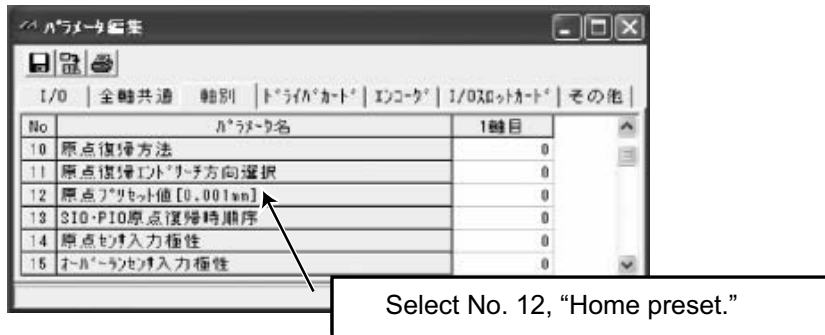 パラメータ編集
I/O 全軸共通 軸別 ドライバカード エンコーダ I/Oスロットカード その他
No パラメータ名 1軸目
10 原点復帰方法 0
11 原点復帰エンドサーチ方向選択 0
12 原点プリセット値[0.001mm] 0
13 SIO・PIO原点復帰時順序 0
14 原点センサ入力極性 0
15 オーバーランセンサ入力極性 0
Select No. 12, “Home preset.”